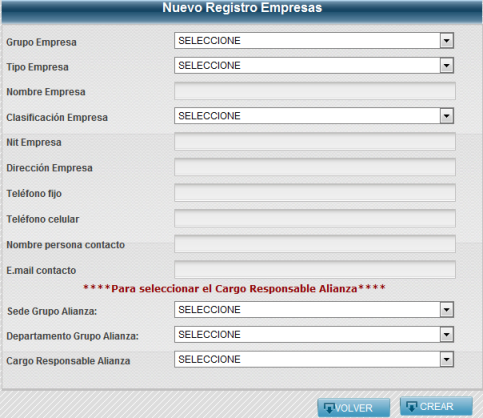 Nuevo Registro Empresas
Grupo Empresa SELECCIONE
Tipo Empresa SELECCIONE
Nombre Empresa
Clasificación Empresa SELECCIONE
Nit Empresa
Dirección Empresa
Teléfono fijo
Teléfono celular
Nombre persona contacto
E.mail contacto
****Para seleccionar el Cargo Responsable Alianza****
Sede Grupo Alianza: SELECCIONE
Departamento Grupo Alianza: SELECCIONE
Cargo Responsable Alianza SELECCIONE
VOLVER CREAR